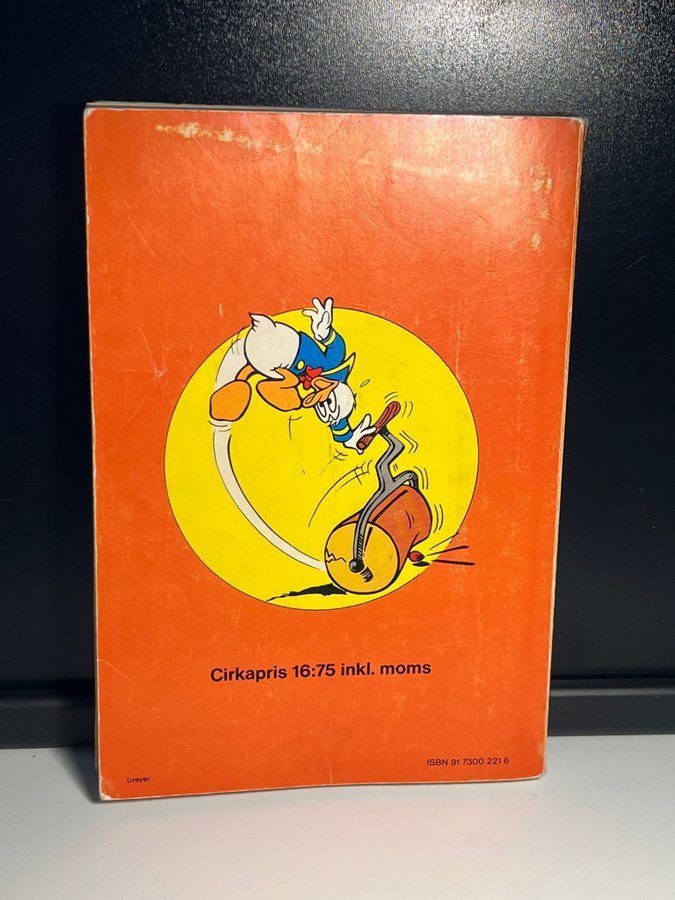 Cirkapris 16:75 inkl. moms
ISBN 91 7300 221 6
Dreyer